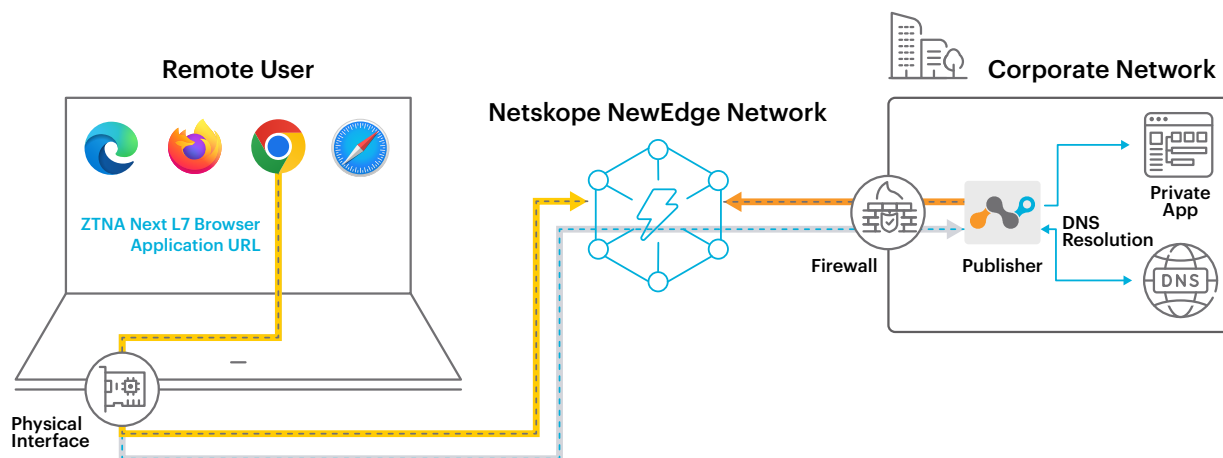 Remote User
Corporate Network
Netskope NewEdge Network
ZTNA Next L7 Browser
Application URL
Private
App
DNS
Resolution
Firewall
Publisher
DNS
Physical
Interface